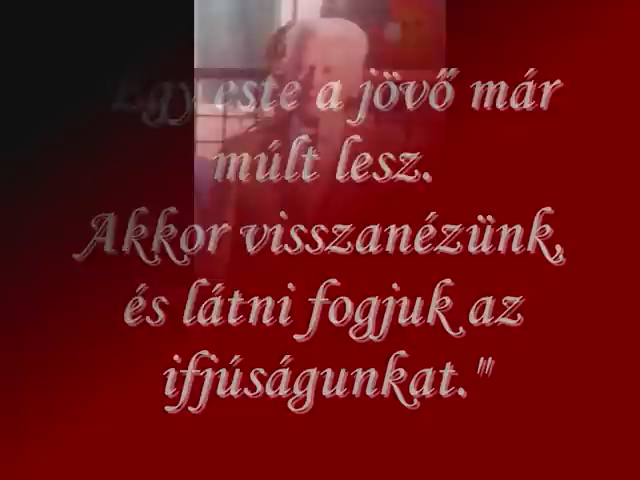 Egy este a jövő már
múlt lesz.
Akkor visszanézünk,
és látni fogjuk az
ifjúságunkat."